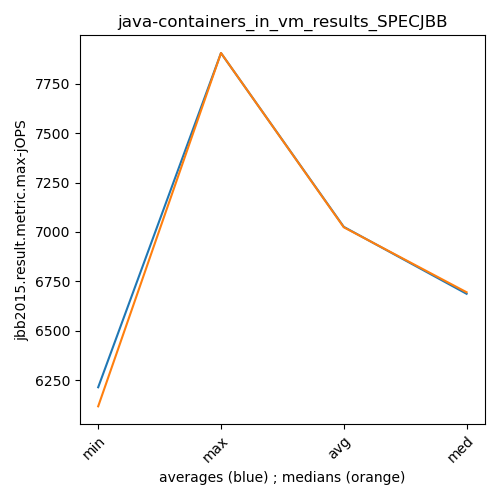 java-containers_in_vm_results_SPECJBB
jbb2015.result.metric.max-jOPS
7750
7500
7250
7000
6750
6500
6250
min
max
avg
med
averages (blue) ; medians (orange)